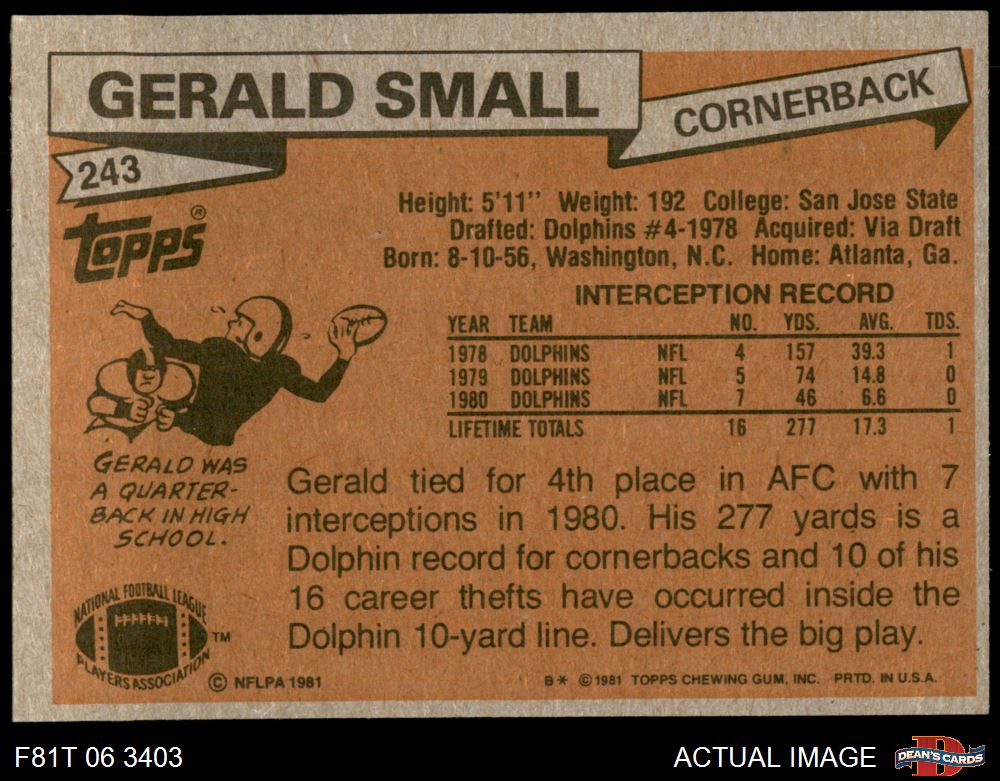 GERALD SMALL
CORNERBACK
243
TOPPS®
Height: 5'11'' Weight: 192 College: San Jose State
Drafted: Dolphins #4-1978 Acquired: Via Draft
Born: 8-10-56, Washington, N.C. Home: Atlanta, Ga.
INTERCEPTION RECORD
YEAR TEAM NO. YDS. AVG. TDS.
1978 DOLPHINS NFL 4 157 39.3 1
1979 DOLPHINS NFL 5 74 14.8 0
1980 DOLPHINS NFL 7 46 6.6 0
LIFETIME TOTALS 16 277 17.3 1
GERALD WAS
A QUARTER-
BACK IN HIGH
SCHOOL.
Gerald tied for 4th place in AFC with 7
interceptions in 1980. His 277 yards is a
Dolphin record for cornerbacks and 10 of his
16 career thefts have occurred inside the
Dolphin 10-yard line. Delivers the big play.
NATIONAL FOOTBALL LEAGUE
PLAYERS ASSOCIATION
TM
© NFLPA 1981
B* © 1981 TOPPS CHEWING GUM, INC. PRTD. IN U.S.A.
F81T 06 3403
ACTUAL IMAGE
D
DEAN'S CARDS